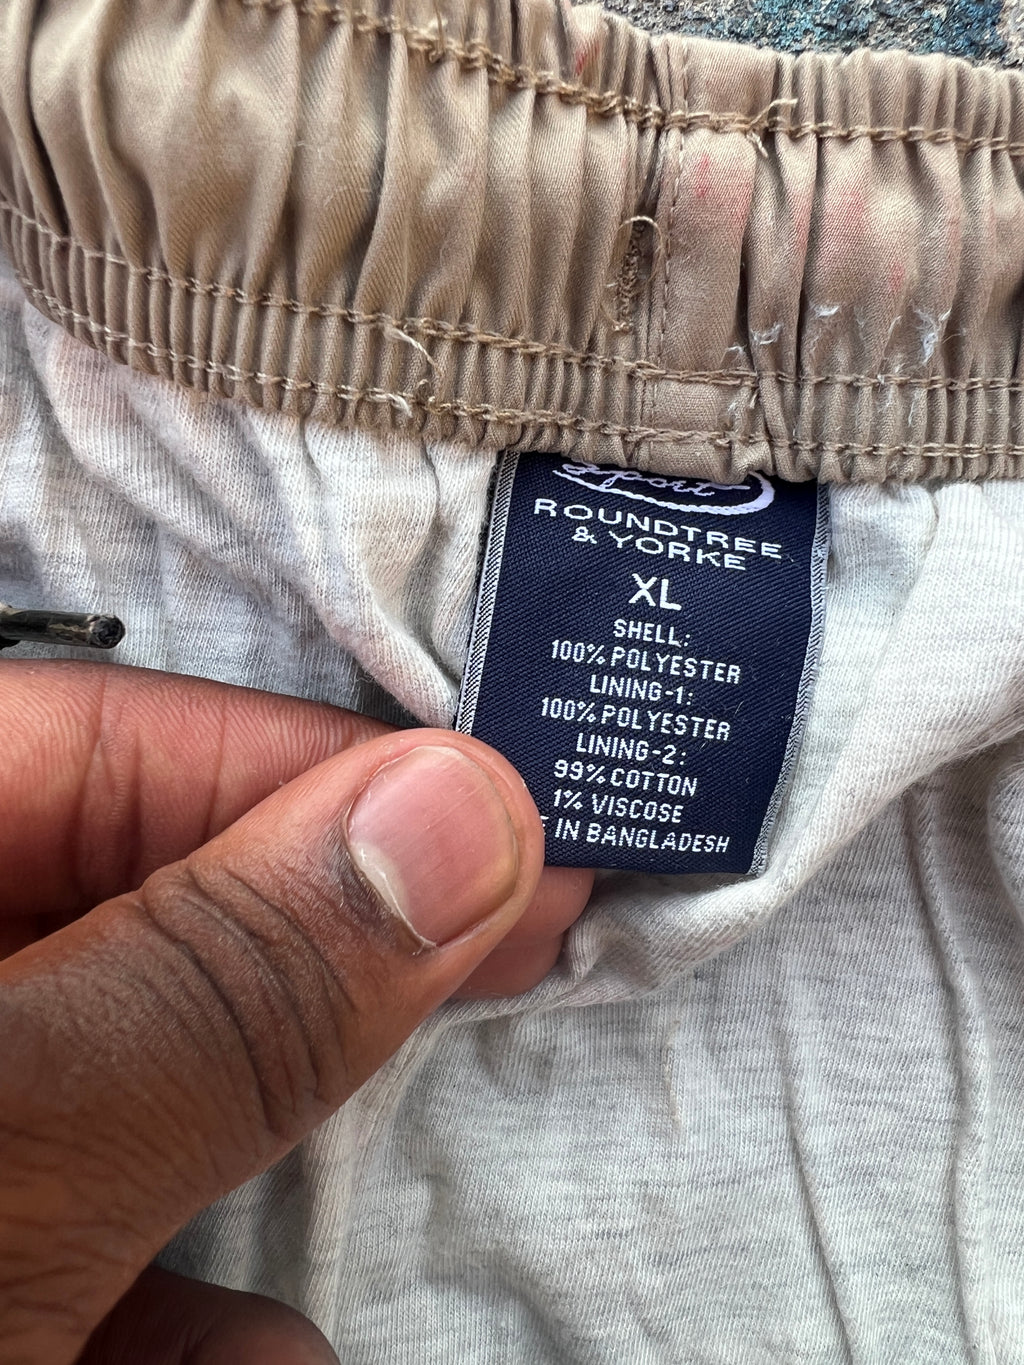 Sport
ROUNDTREE
& YORKE
XL
SHELL:
100% POLYESTER
LINING-1:
100% POLYESTER
LINING-2:
99% COTTON
1% VISCOSE
IN BANGLADESH